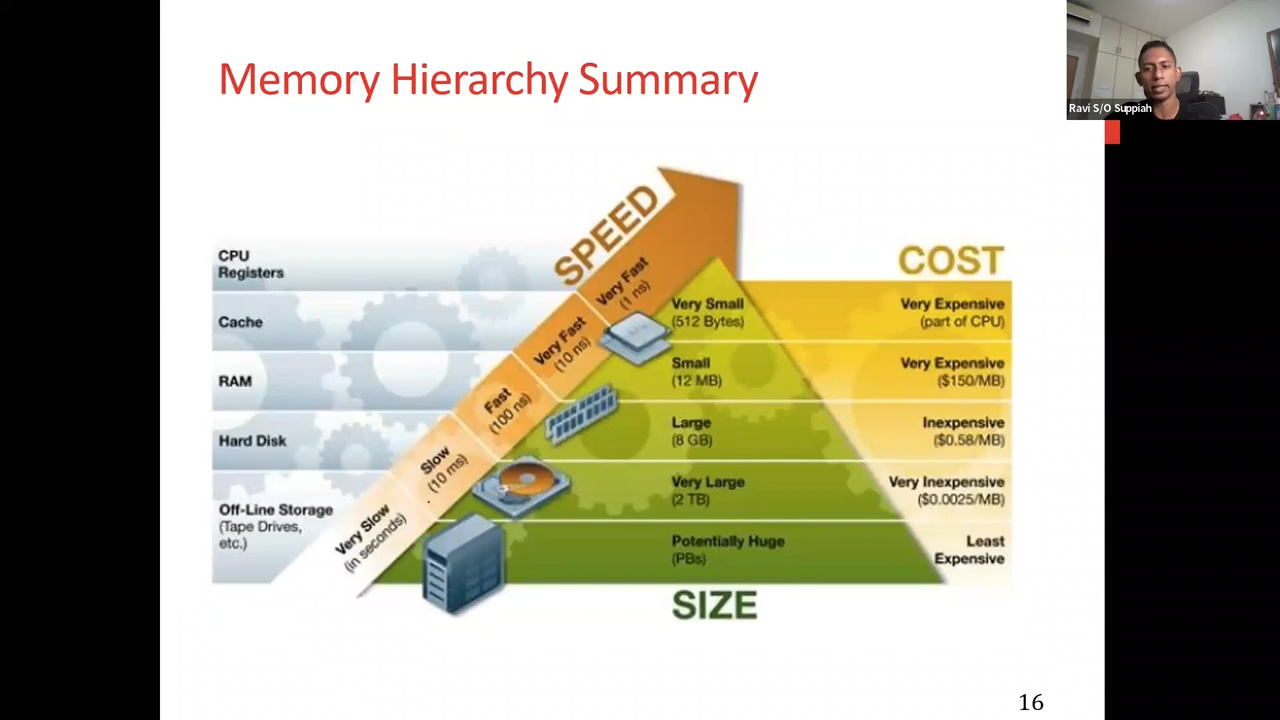 Memory Hierarchy Summary
Ravi S/O Suppiah
SPEED
COST
CPU
Registers
Very Fast
(1 ns)
Very Small
(512 Bytes)
Very Expensive
(part of CPU)
Cache
Very Fast
(10 ns)
Small
(12 MB)
Very Expensive
($150/MB)
RAM
Fast
(100 ns)
Large
(8 GB)
Inexpensive
($0.58/MB)
Hard Disk
Slow
(10 ms)
Very Large
(2 TB)
Very Inexpensive
($0.0025/MB)
Off-Line Storage
(Tape Drives,
etc.)
Very Slow
(in seconds)
Potentially Huge
(PBs)
Least
Expensive
SIZE
16